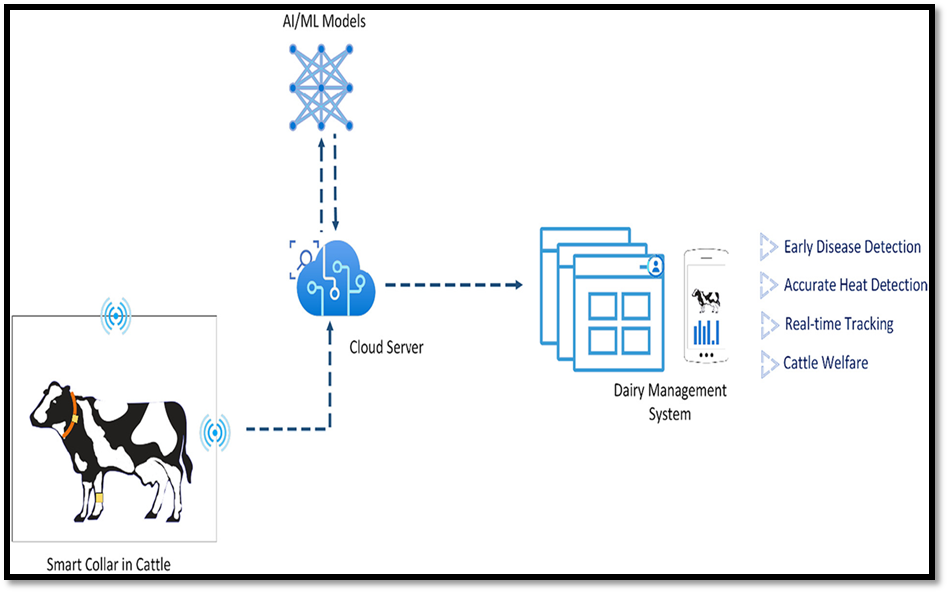 AI/ML Models
Cloud Server
Smart Collar in Cattle
Dairy Management
System
Early Disease Detection
Accurate Heat Detection
Real-time Tracking
Cattle Welfare